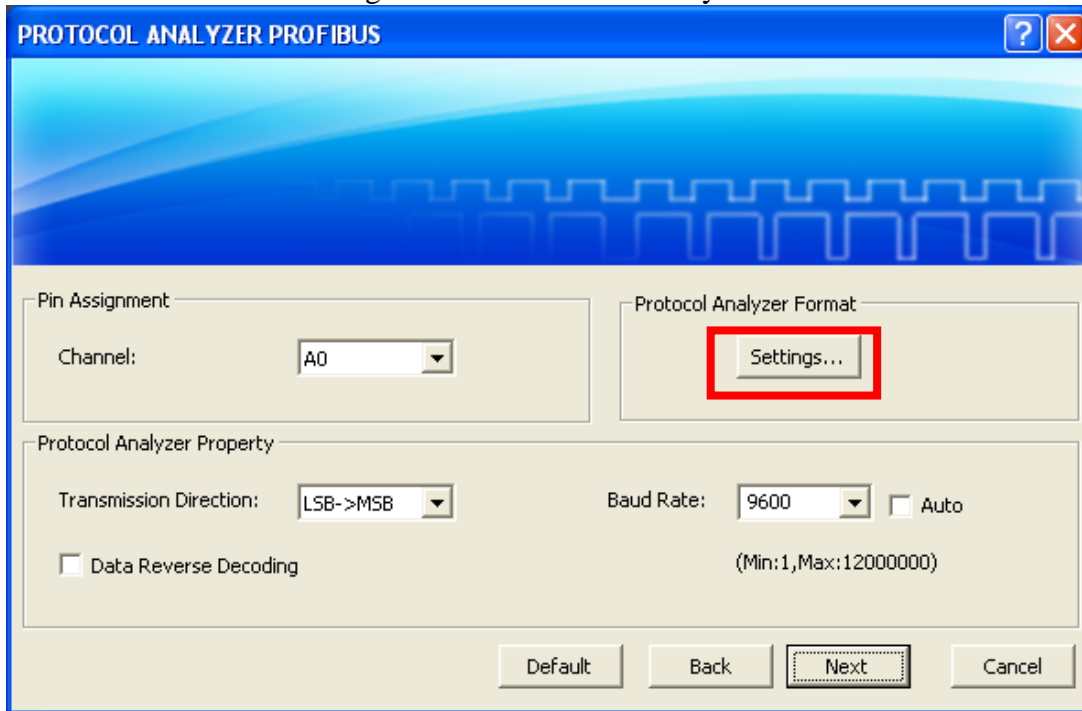 PROTOCOL ANALYZER PROFIBUS
Pin Assignment
Channel:
A0
Protocol Analyzer Format
Settings...
Protocol Analyzer Property
Transmission Direction:
LSB->MSB
Baud Rate:
9600
Auto
Data Reverse Decoding
(Min:1,Max:12000000)
Default
Back
Next
Cancel